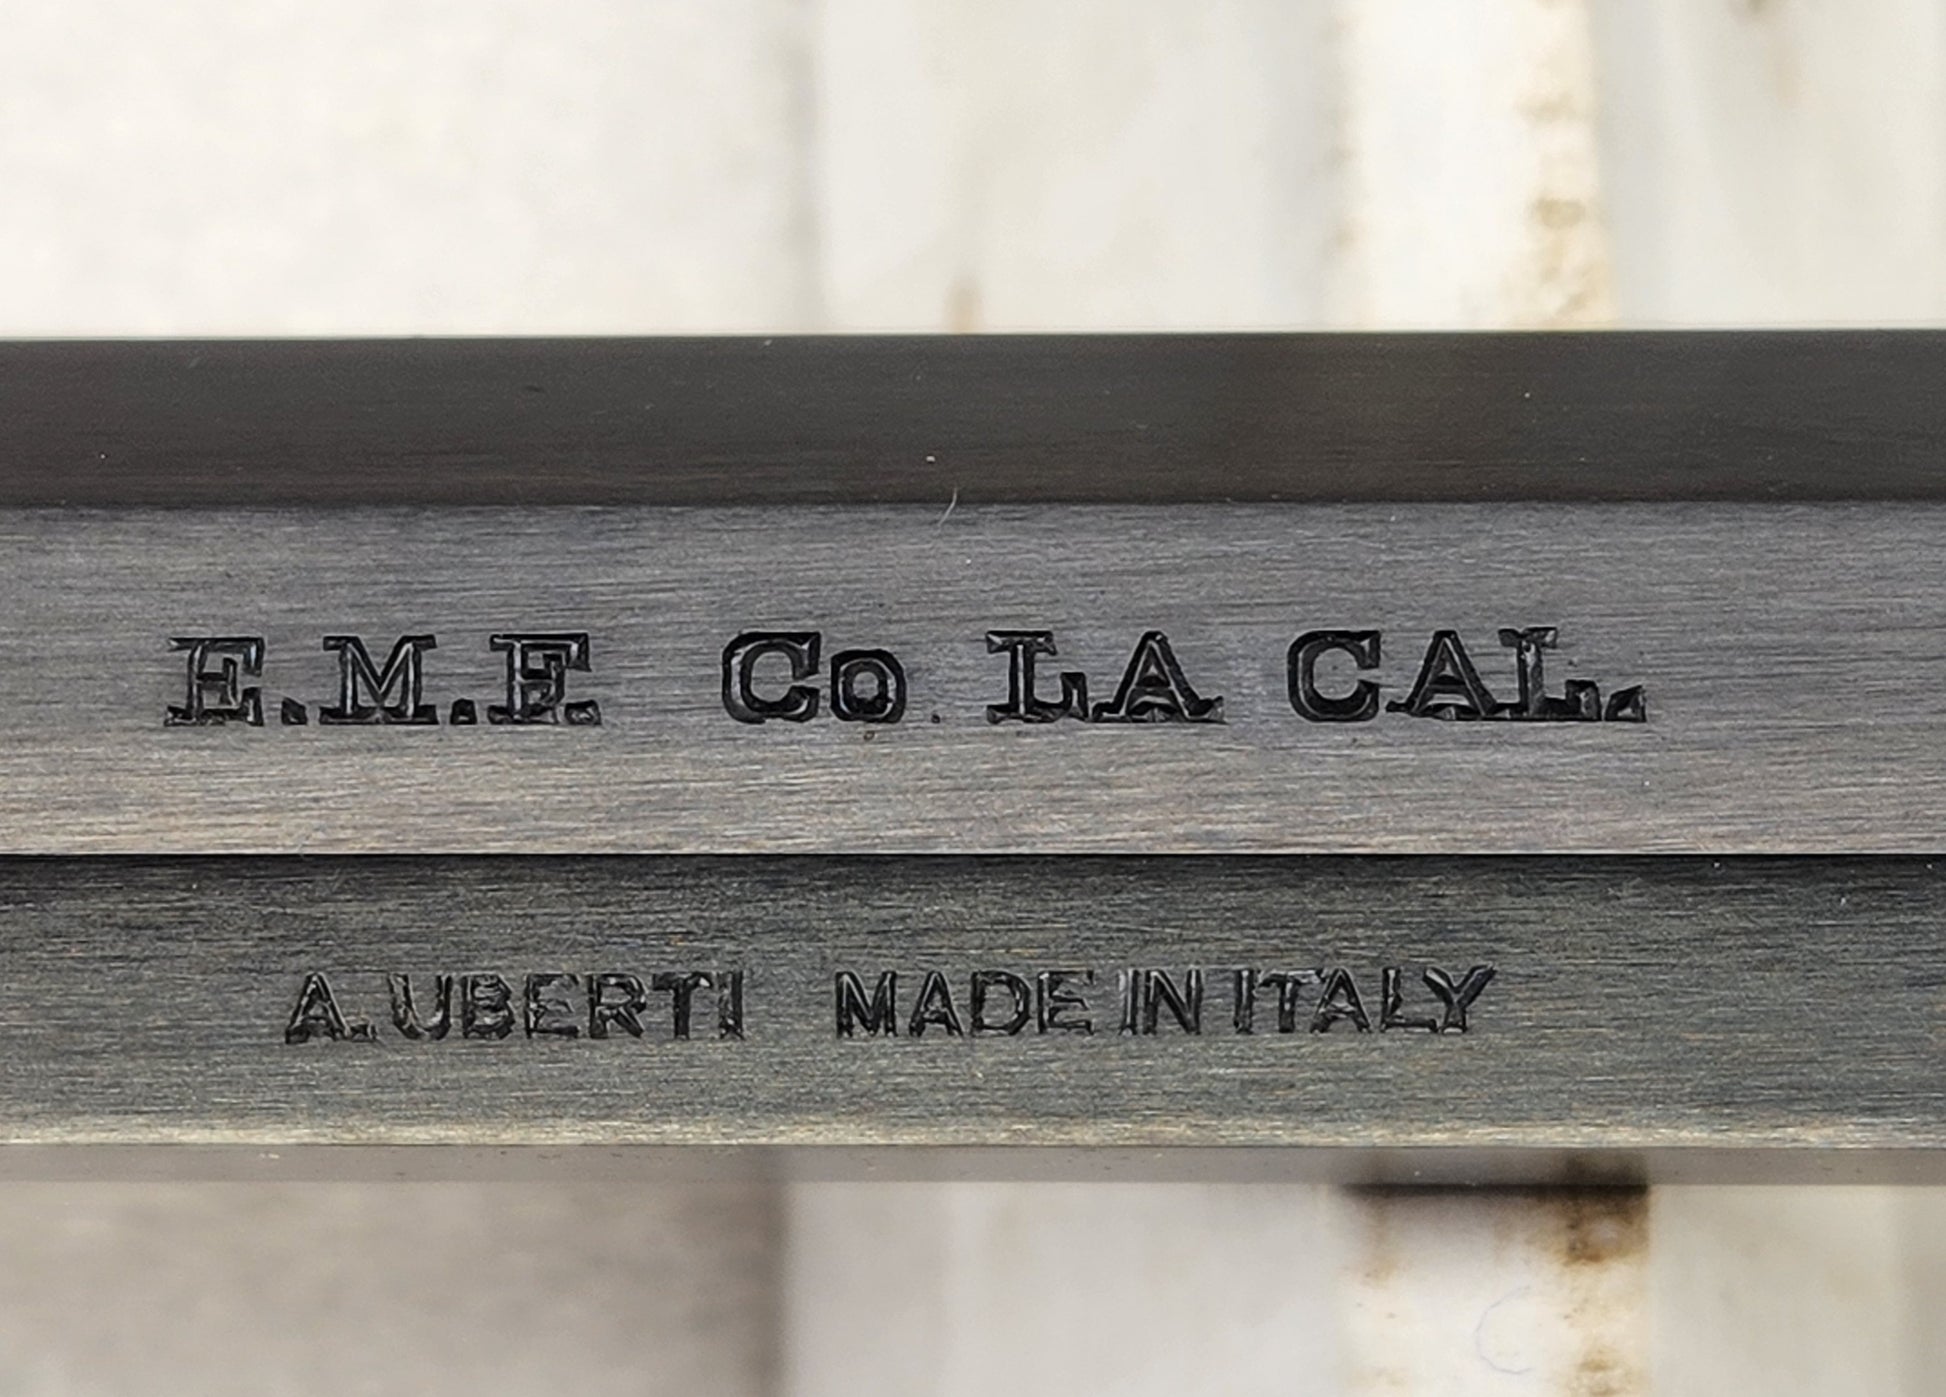 E.M.F. Co LA CAL.
A. UBERTI MADE IN ITALY